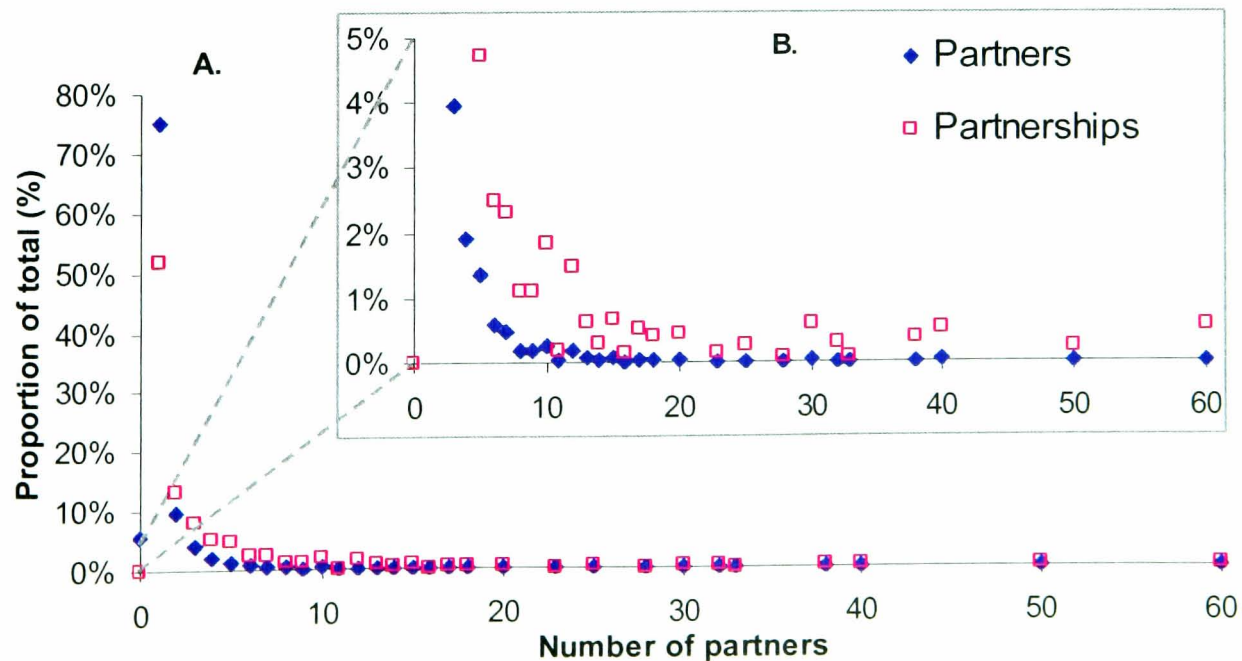 A.
B.
Partners
Partnerships
5%
4%
3%
2%
1%
0%
0 10 20 30 40 50 60
Proportion of total (%)
80%
70%
60%
50%
40%
30%
20%
10%
0%
0 10 20 30 40 50 60
Number of partners